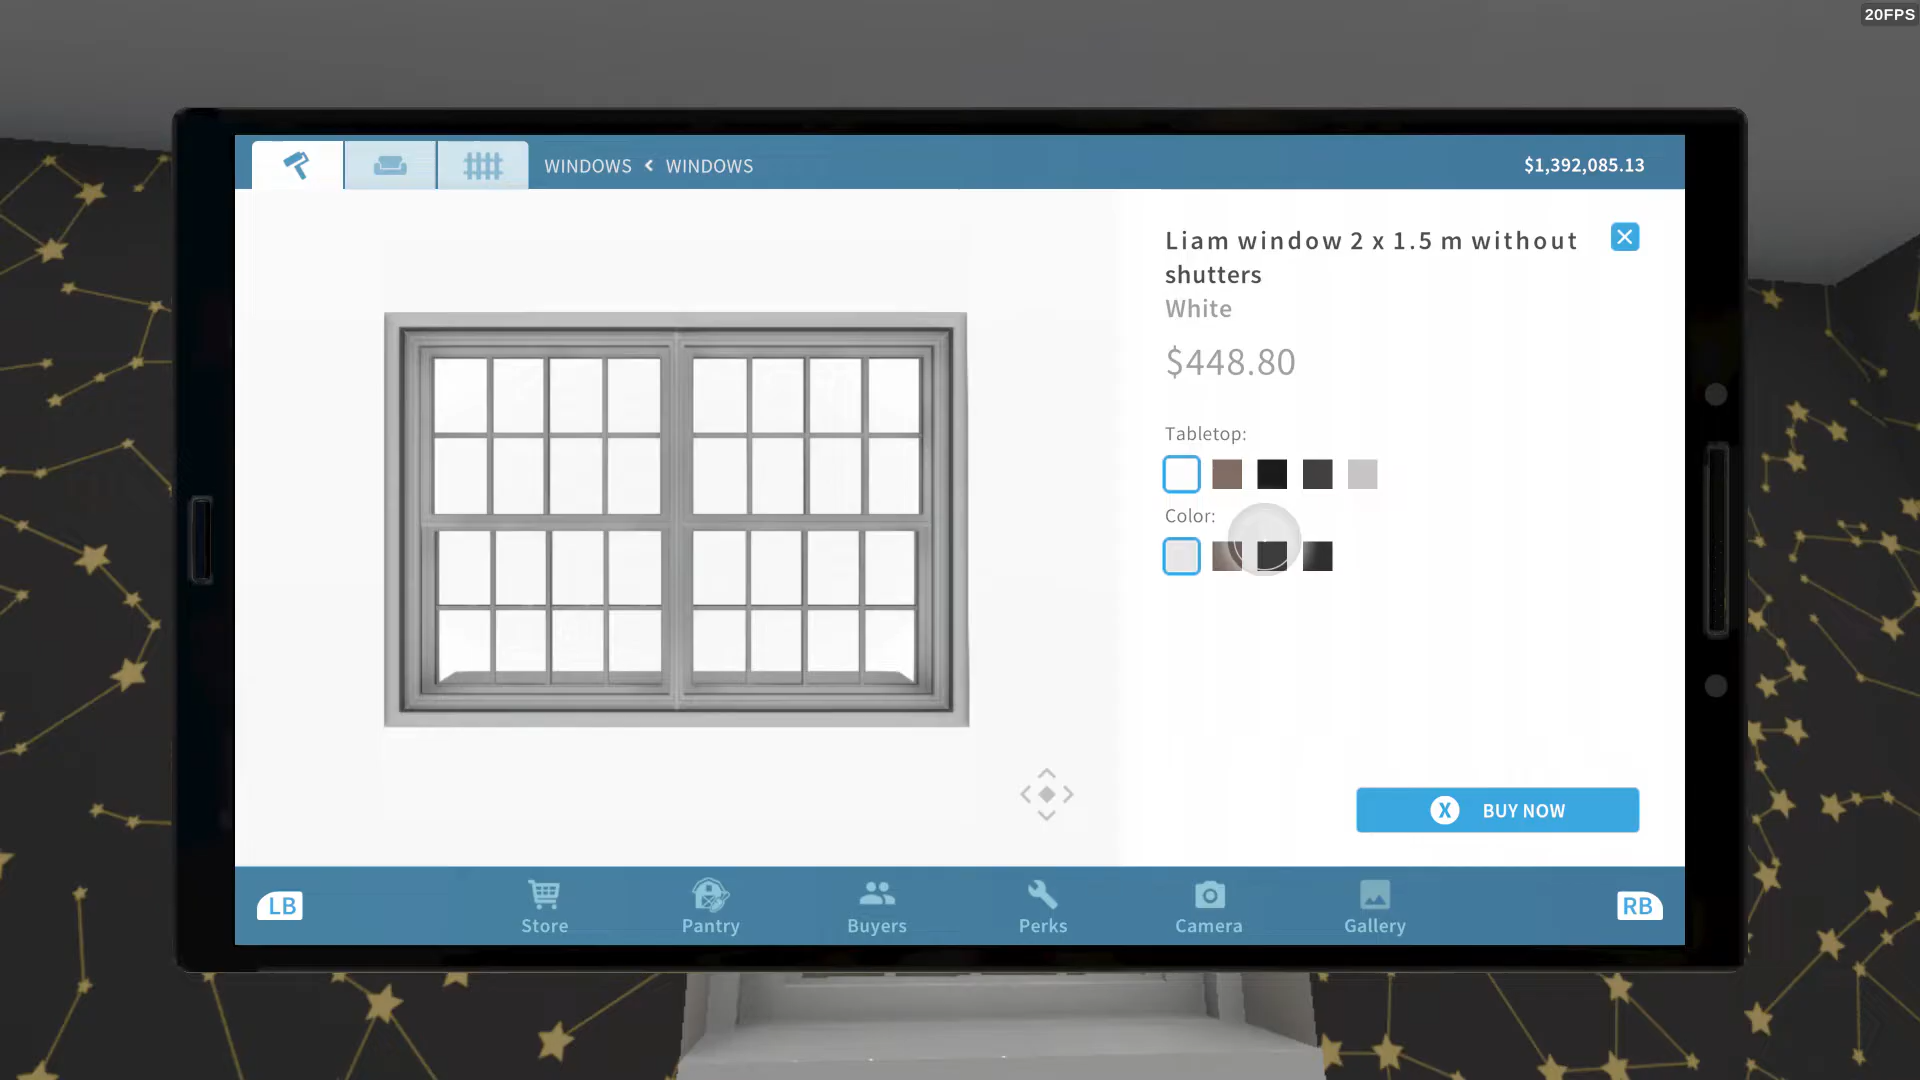 20FPS
WINDOWS < WINDOWS
$1,392,085.13
Liam window 2 x 1.5 m without
shutters
White
$448.80
Tabletop:
Color:
X BUY NOW
LB
Store
Pantry
Buyers
Perks
Camera
Gallery
RB